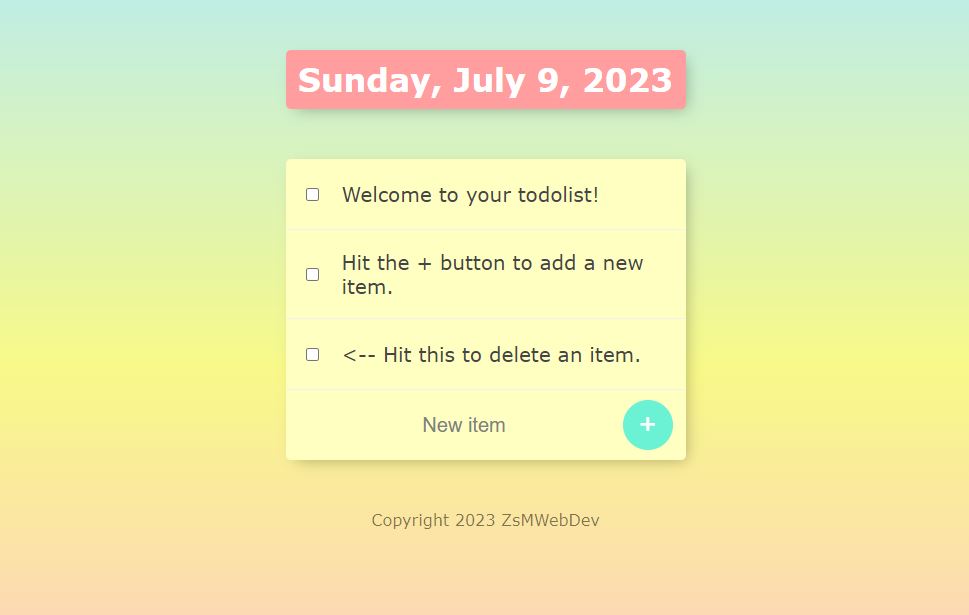 Sunday, July 9, 2023
Welcome to your todolist!
Hit the + button to add a new
item.
<-- Hit this to delete an item.
New item
+
Copyright 2023 ZsMWebDev